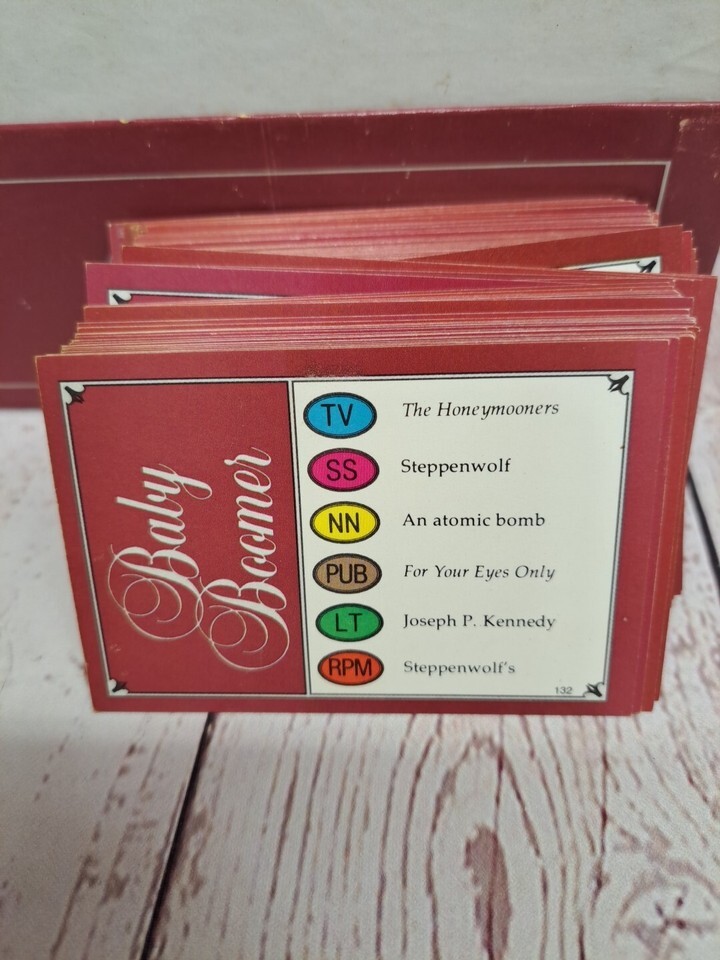 Baby
Boomer
TV The Honeymooners
SS Steppenwolf
NN An atomic bomb
PUB For Your Eyes Only
LT Joseph P. Kennedy
RPM Steppenwolf's
132